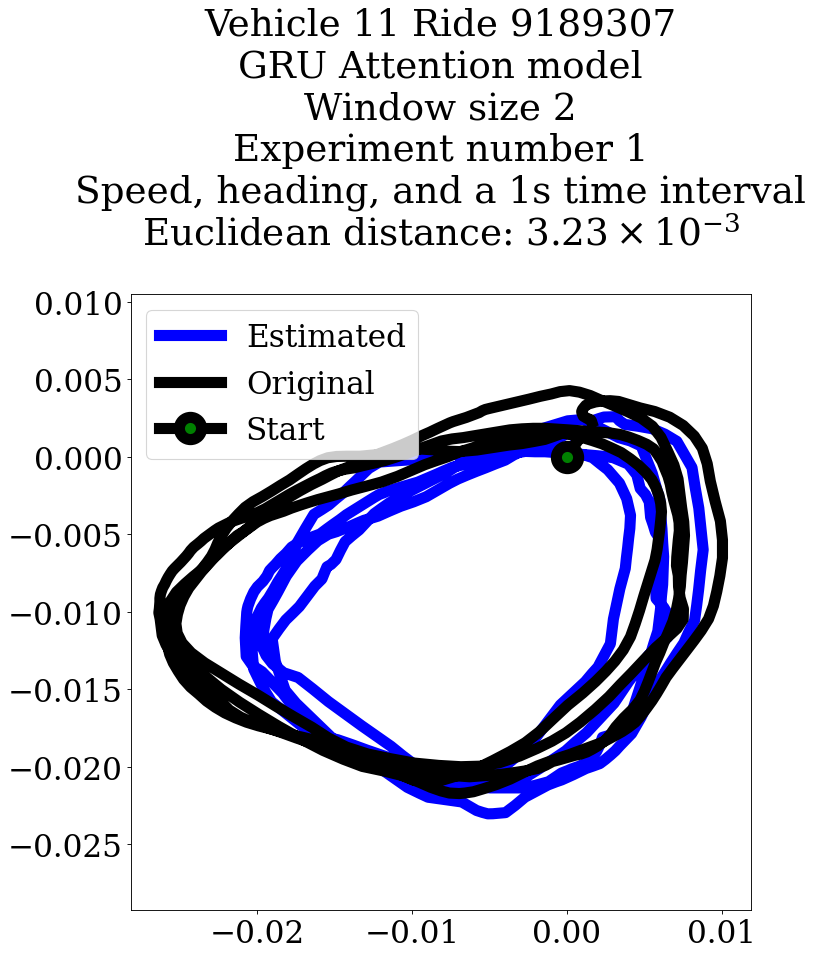 Vehicle 11 Ride 9189307
GRU Attention model
Window size 2
Experiment number 1
Speed, heading, and a 1s time interval
Euclidean distance: 3.23 × 10⁻³
0.010
Estimated
0.005
Original
Start
0.000
−0.005
−0.010
−0.015
−0.020
−0.025
−0.02 −0.01 0.00 0.01